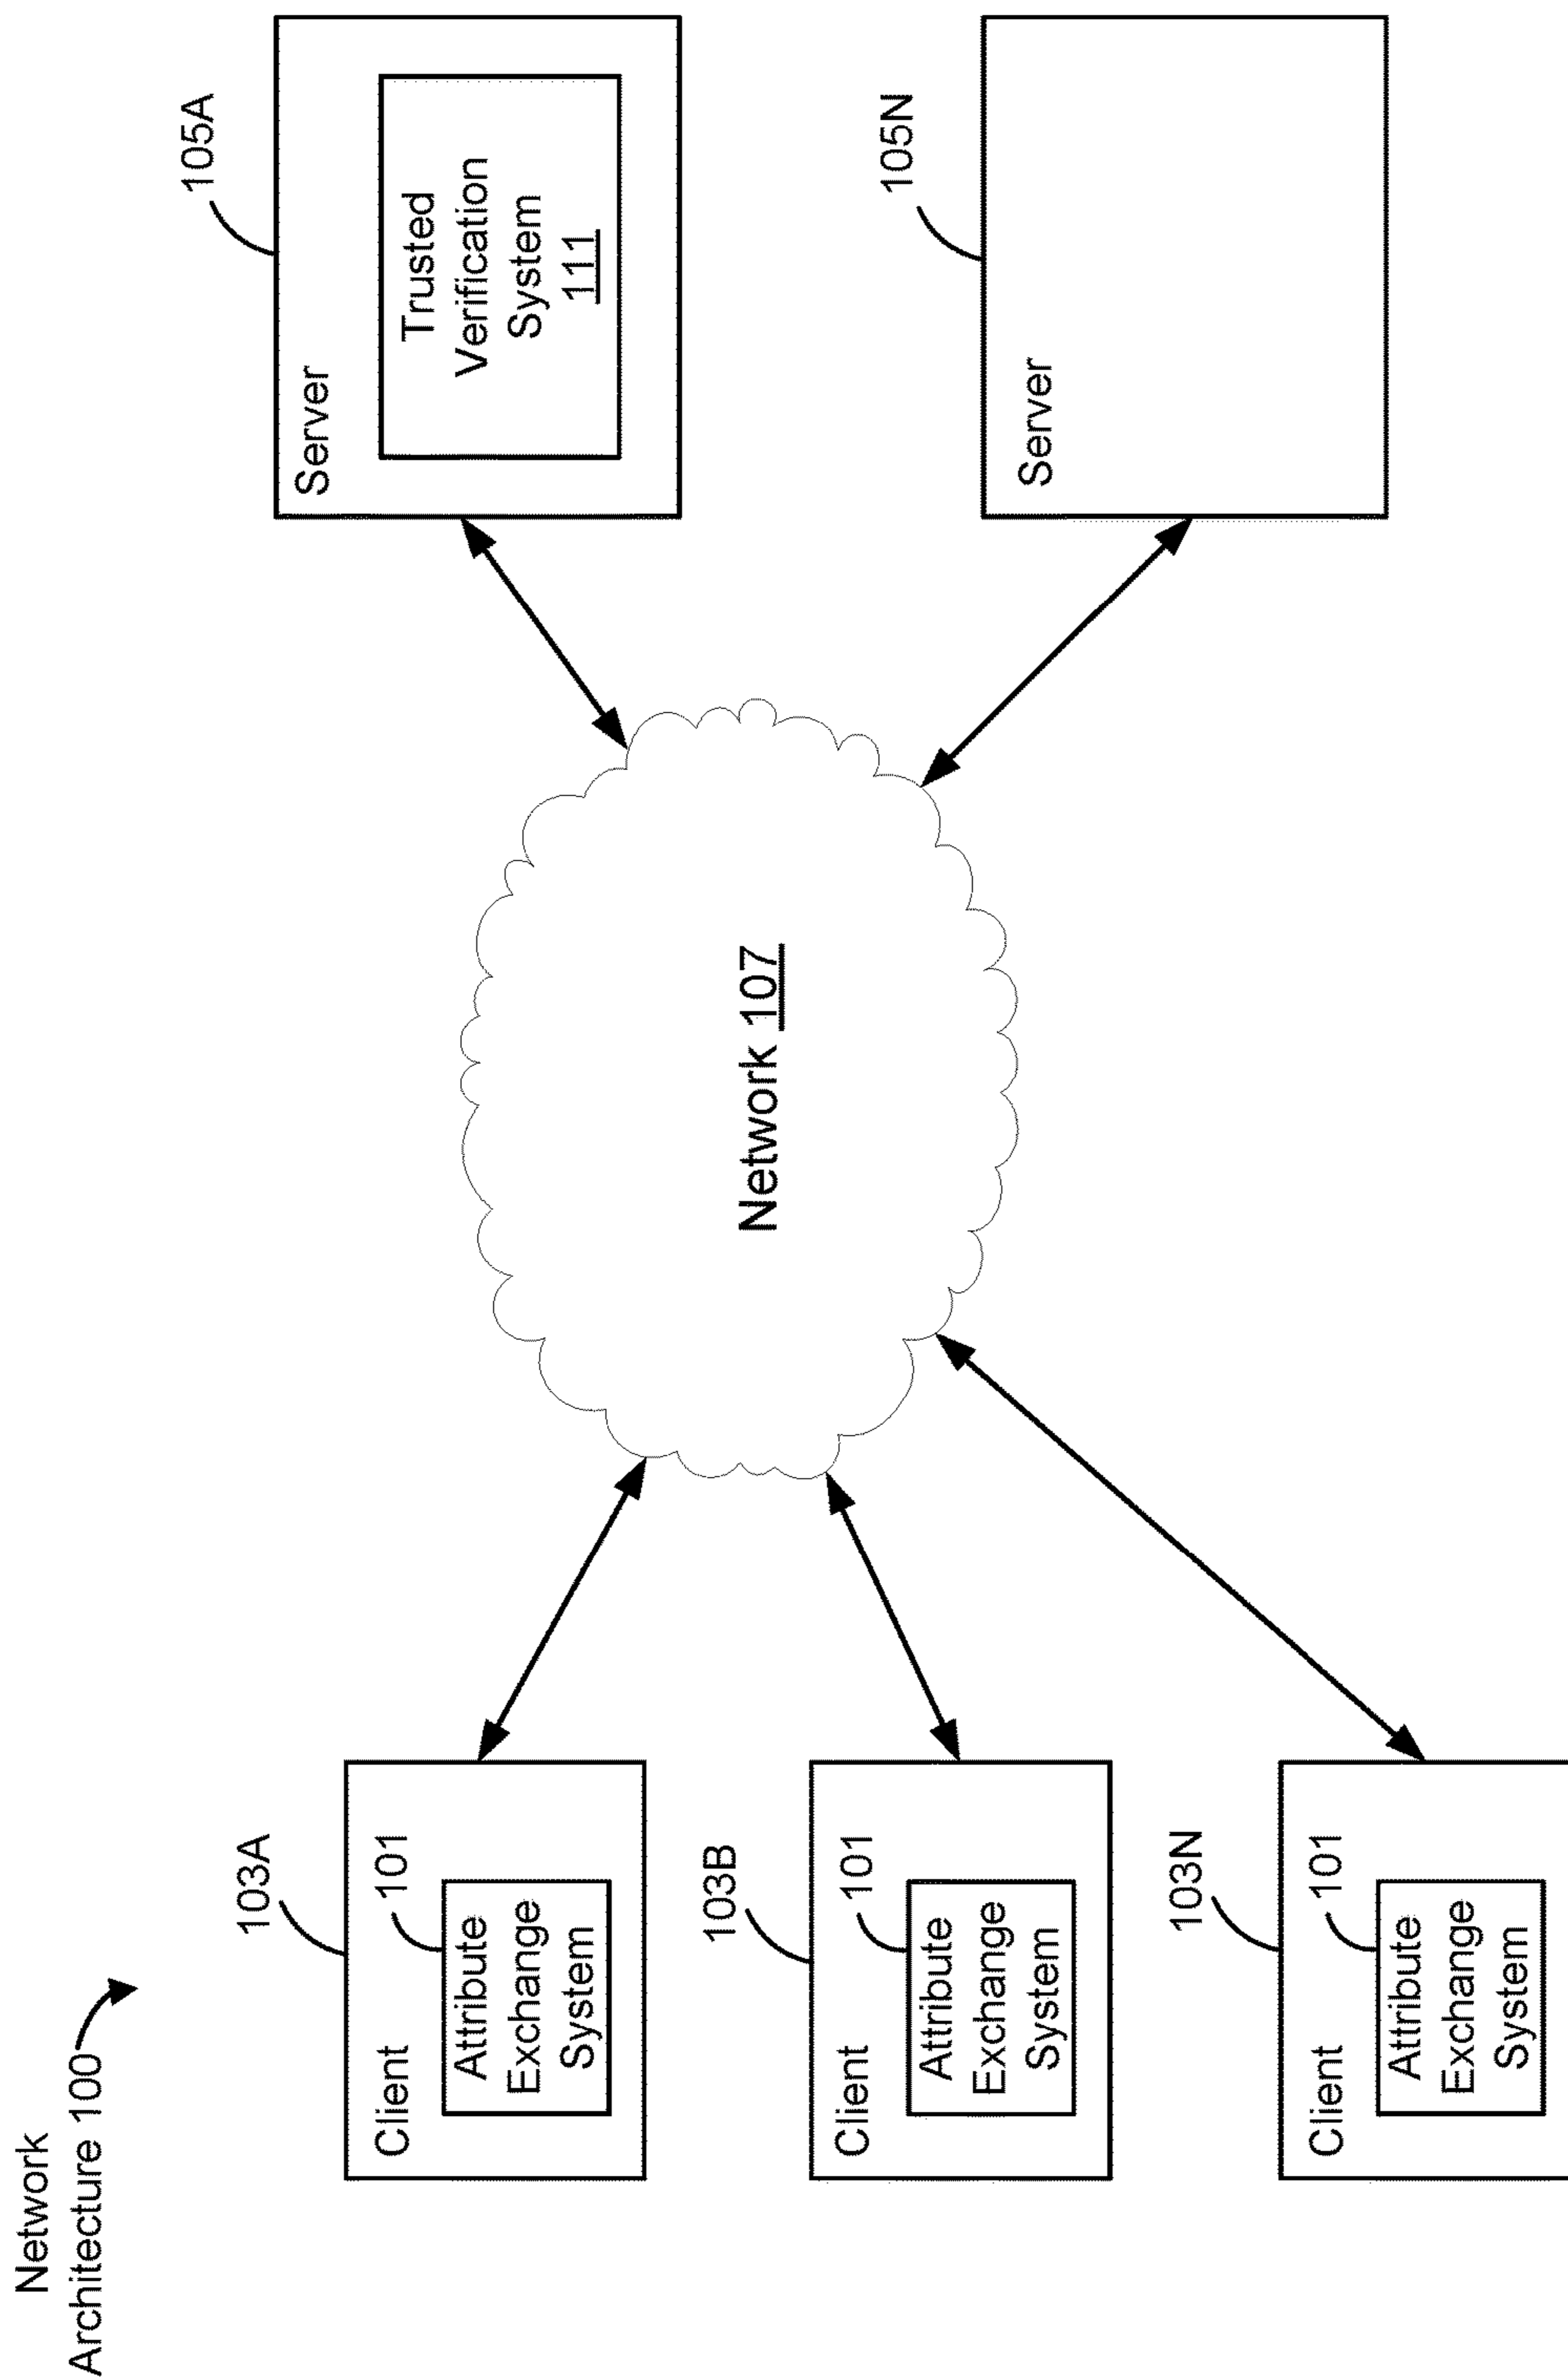 Network
Architecture 100
103A
Client
101
Attribute
Exchange
System
103B
Client
101
Attribute
Exchange
System
103N
Client
101
Attribute
Exchange
System
Network 107
105A
Server
Trusted
Verification
System
111
105N
Server